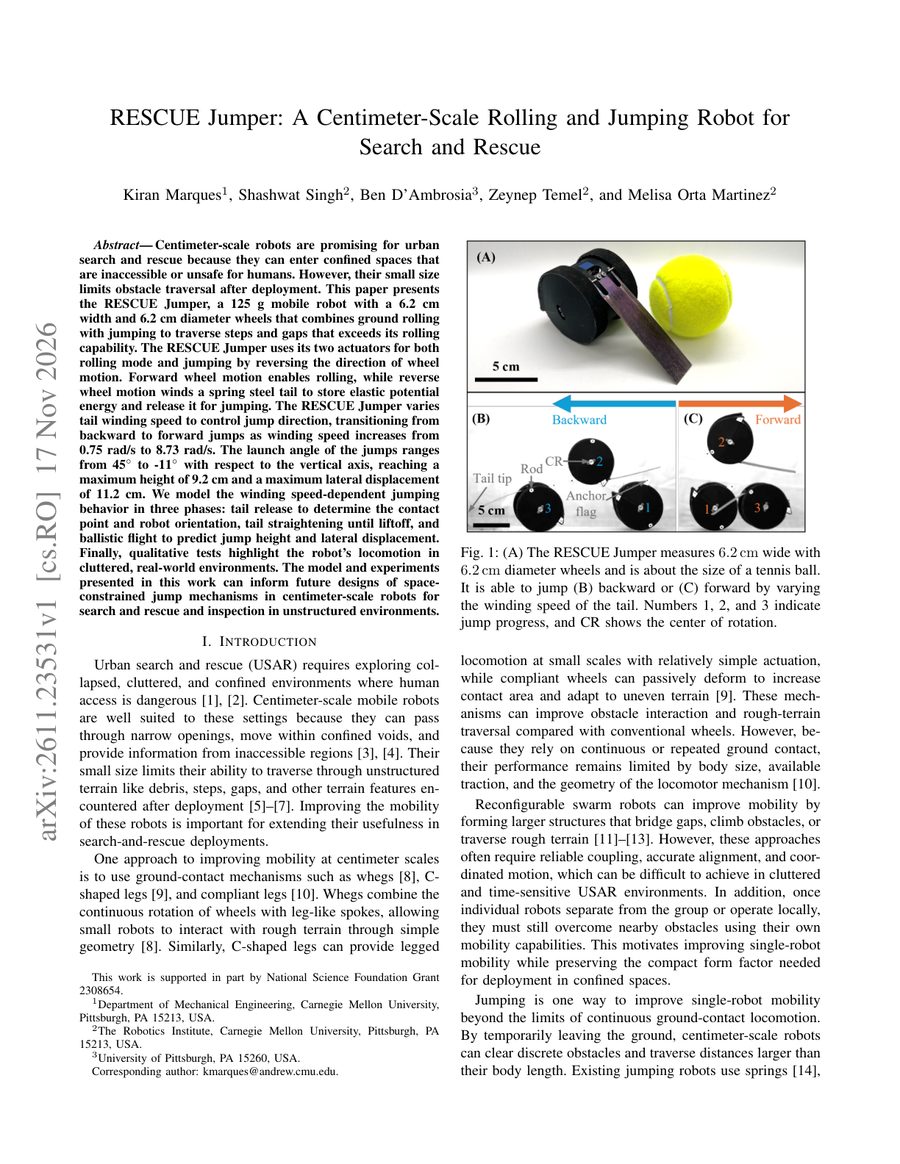 RESCUE Jumper: A Centimeter-Scale Rolling and Jumping Robot for
Search and Rescue
Kiran Marques1, Shashwat Singh2, Ben D'Ambrosia3, Zeynep Temel2, and Melisa Orta Martinez2
Abstract— Centimeter-scale robots are promising for urban
search and rescue because they can enter confined spaces that
are inaccessible or unsafe for humans. However, their small size
limits obstacle traversal after deployment. This paper presents
the RESCUE Jumper, a 125 g mobile robot with a 6.2 cm
width and 6.2 cm diameter wheels that combines ground rolling
with jumping to traverse steps and gaps that exceeds its rolling
capability. The RESCUE Jumper uses its two actuators for both
rolling mode and jumping by reversing the direction of wheel
motion. Forward wheel motion enables rolling, while reverse
wheel motion winds a spring steel tail to store elastic potential
energy and release it for jumping. The RESCUE Jumper varies
tail winding speed to control jump direction, transitioning from
backward to forward jumps as winding speed increases from
0.75 rad/s to 8.73 rad/s. The launch angle of the jumps ranges
from 45° to -11° with respect to the vertical axis, reaching a
maximum height of 9.2 cm and a maximum lateral displacement
of 11.2 cm. We model the winding speed-dependent jumping
behavior in three phases: tail release to determine the contact
point and robot orientation, tail straightening until liftoff, and
ballistic flight to predict jump height and lateral displacement.
Finally, qualitative tests highlight the robot's locomotion in
cluttered, real-world environments. The model and experiments
presented in this work can inform future designs of space-
constrained jump mechanisms in centimeter-scale robots for
search and rescue and inspection in unstructured environments.
I. INTRODUCTION
Urban search and rescue (USAR) requires exploring col-
lapsed, cluttered, and confined environments where human
access is dangerous [1], [2]. Centimeter-scale mobile robots
are well suited to these settings because they can pass
through narrow openings, move within confined voids, and
provide information from inaccessible regions [3], [4]. Their
small size limits their ability to traverse through unstructured
terrain like debris, steps, gaps, and other terrain features en-
countered after deployment [5]–[7]. Improving the mobility
of these robots is important for extending their usefulness in
search-and-rescue deployments.
One approach to improving mobility at centimeter scales
is to use ground-contact mechanisms such as whegs [8], C-
shaped legs [9], and compliant legs [10]. Whegs combine the
continuous rotation of wheels with leg-like spokes, allowing
small robots to interact with rough terrain through simple
geometry [8]. Similarly, C-shaped legs can provide legged
This work is supported in part by National Science Foundation Grant
2308654.
1Department of Mechanical Engineering, Carnegie Mellon University,
Pittsburgh, PA 15213, USA.
2The Robotics Institute, Carnegie Mellon University, Pittsburgh, PA
15213, USA.
3University of Pittsburgh, PA 15260, USA.
Corresponding author: kmarques@andrew.cmu.edu.
(A)
5 cm
(B)
Backward
(C)
Forward
CR
2
2
Rod
Tail tip
Anchor
flag
3
1
1
3
5 cm
Fig. 1: (A) The RESCUE Jumper measures 6.2 cm wide with
6.2 cm diameter wheels and is about the size of a tennis ball.
It is able to jump (B) backward or (C) forward by varying
the winding speed of the tail. Numbers 1, 2, and 3 indicate
jump progress, and CR shows the center of rotation.
locomotion at small scales with relatively simple actuation,
while compliant wheels can passively deform to increase
contact area and adapt to uneven terrain [9]. These mech-
anisms can improve obstacle interaction and rough-terrain
traversal compared with conventional wheels. However, be-
cause they rely on continuous or repeated ground contact,
their performance remains limited by body size, available
traction, and the geometry of the locomotor mechanism [10].
Reconfigurable swarm robots can improve mobility by
forming larger structures that bridge gaps, climb obstacles, or
traverse rough terrain [11]–[13]. However, these approaches
often require reliable coupling, accurate alignment, and coor-
dinated motion, which can be difficult to achieve in cluttered
and time-sensitive USAR environments. In addition, once
individual robots separate from the group or operate locally,
they must still overcome nearby obstacles using their own
mobility capabilities. This motivates improving single-robot
mobility while preserving the compact form factor needed
for deployment in confined spaces.
Jumping is one way to improve single-robot mobility
beyond the limits of continuous ground-contact locomotion.
By temporarily leaving the ground, centimeter-scale robots
can clear discrete obstacles and traverse distances larger than
their body length. Existing jumping robots use springs [14],
arXiv:2611.23531v1 [cs.RO] 17 Nov 2026